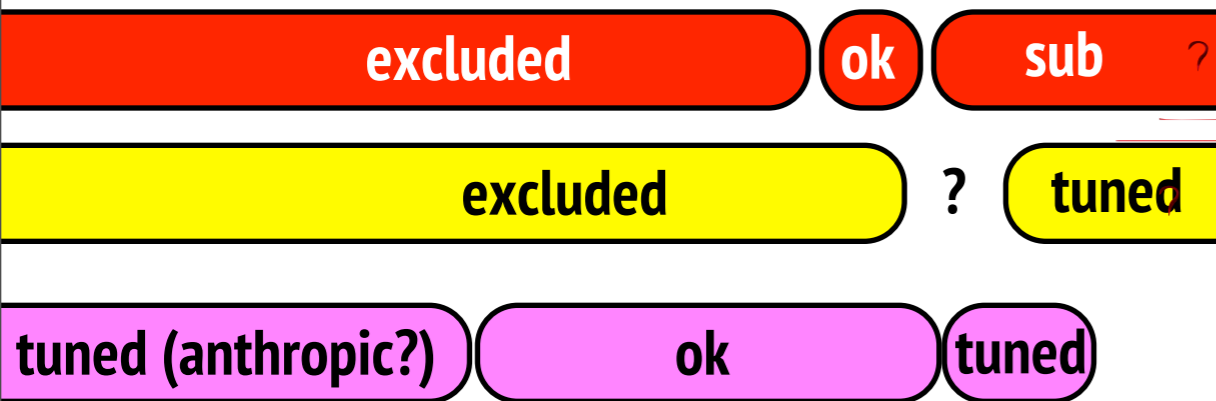 excluded ok sub ?
excluded ? tuned
tuned (anthropic?) ok tuned